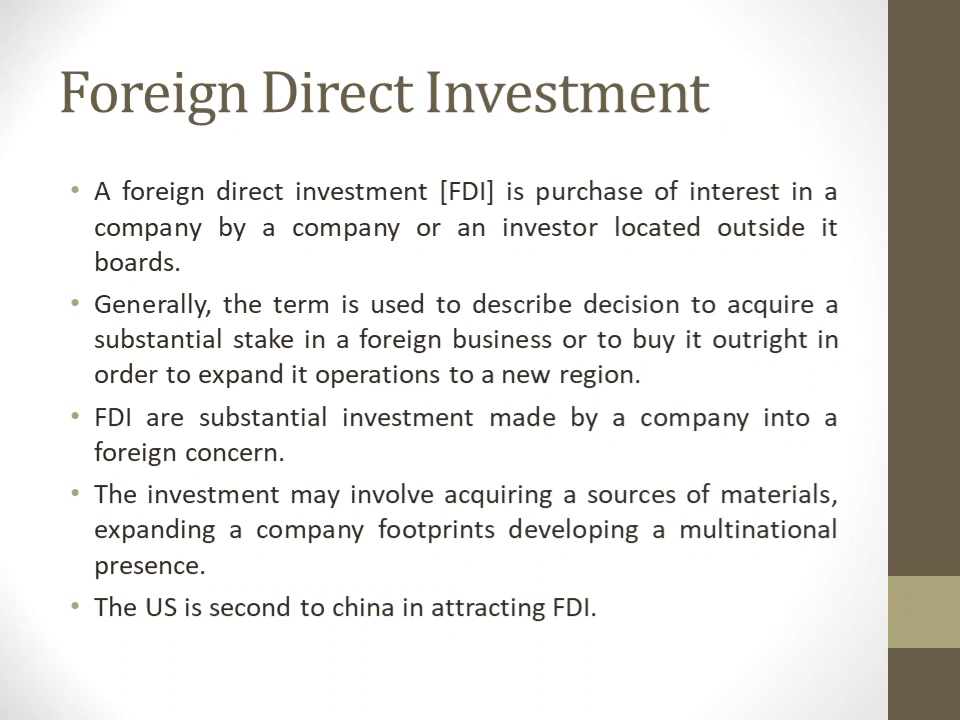 Foreign Direct Investment
• A foreign direct investment [FDI] is purchase of interest in a
company by a company or an investor located outside it
boards.
• Generally, the term is used to describe decision to acquire a
substantial stake in a foreign business or to buy it outright in
order to expand it operations to a new region.
• FDI are substantial investment made by a company into a
foreign concern.
• The investment may involve acquiring a sources of materials,
expanding a company footprints developing a multinational
presence.
• The US is second to china in attracting FDI.